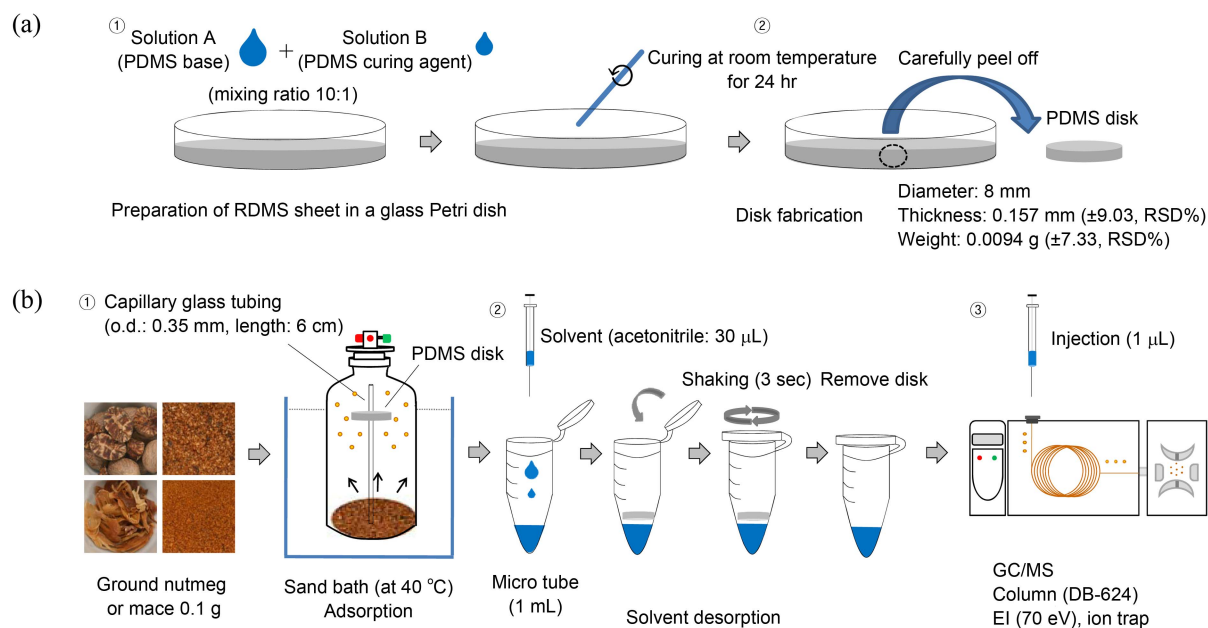 (a)
①
Solution A
(PDMS base)
+
Solution B
(PDMS curing agent)
(mixing ratio 10:1)
Curing at room temperature
for 24 hr
②
Carefully peel off
PDMS disk
Preparation of RDMS sheet in a glass Petri dish
Disk fabrication
Diameter: 8 mm
Thickness: 0.157 mm (±9.03, RSD%)
Weight: 0.0094 g (±7.33, RSD%)
(b)
① Capillary glass tubing
(o.d.: 0.35 mm, length: 6 cm)
PDMS disk
②
Solvent (acetonitrile: 30 μL)
Shaking (3 sec)
Remove disk
③
Injection (1 μL)
Ground nutmeg
or mace 0.1 g
Sand bath (at 40 °C)
Adsorption
Micro tube
(1 mL)
Solvent desorption
GC/MS
Column (DB-624)
EI (70 eV), ion trap